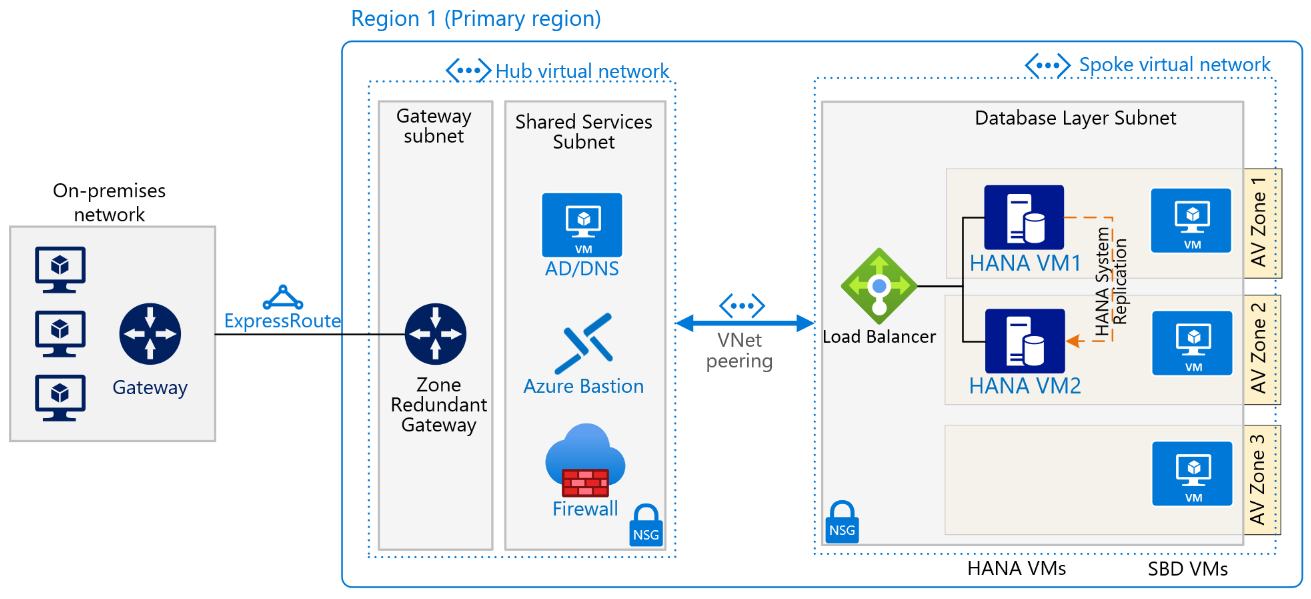 Region 1 (Primary region)
Hub virtual network
Spoke virtual network
Gateway
subnet
Shared Services
Subnet
Database Layer Subnet
On-premises
network
Gateway
ExpressRoute
Zone
Redundant
Gateway
VM
AD/DNS
Azure Bastion
Firewall
NSG
VNet
peering
Load Balancer
HANA VM1
HANA VM2
HANA System
Replication
VM
AV Zone 1
VM
AV Zone 2
VM
AV Zone 3
NSG
HANA VMs
SBD VMs